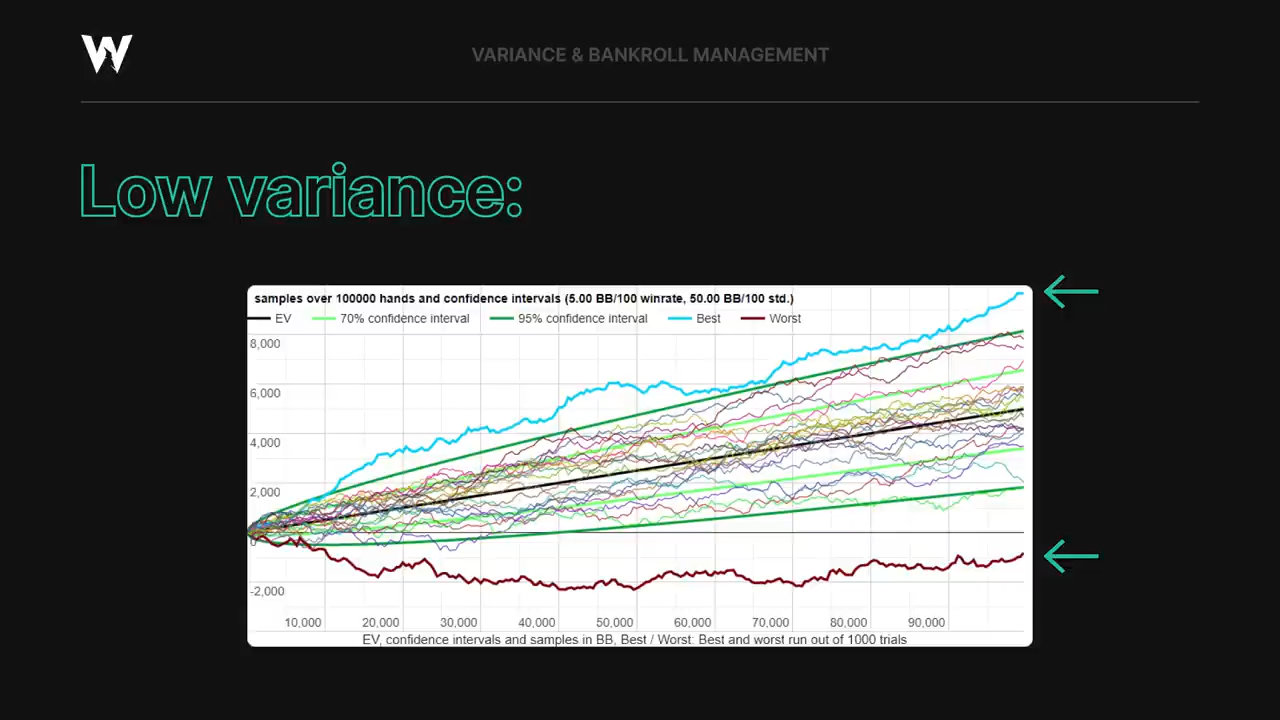 W
VARIANCE & BANKROLL MANAGEMENT
Low variance:
samples over 100000 hands and confidence intervals (5.00 BB/100 winrate, 50.00 BB/100 std.)
EV 70% confidence interval 95% confidence interval Best Worst
8,000
6,000
4,000
2,000
0
-2,000
10,000 20,000 30,000 40,000 50,000 60,000 70,000 80,000 90,000
EV, confidence intervals and samples in BB, Best / Worst: Best and worst run out of 1000 trials